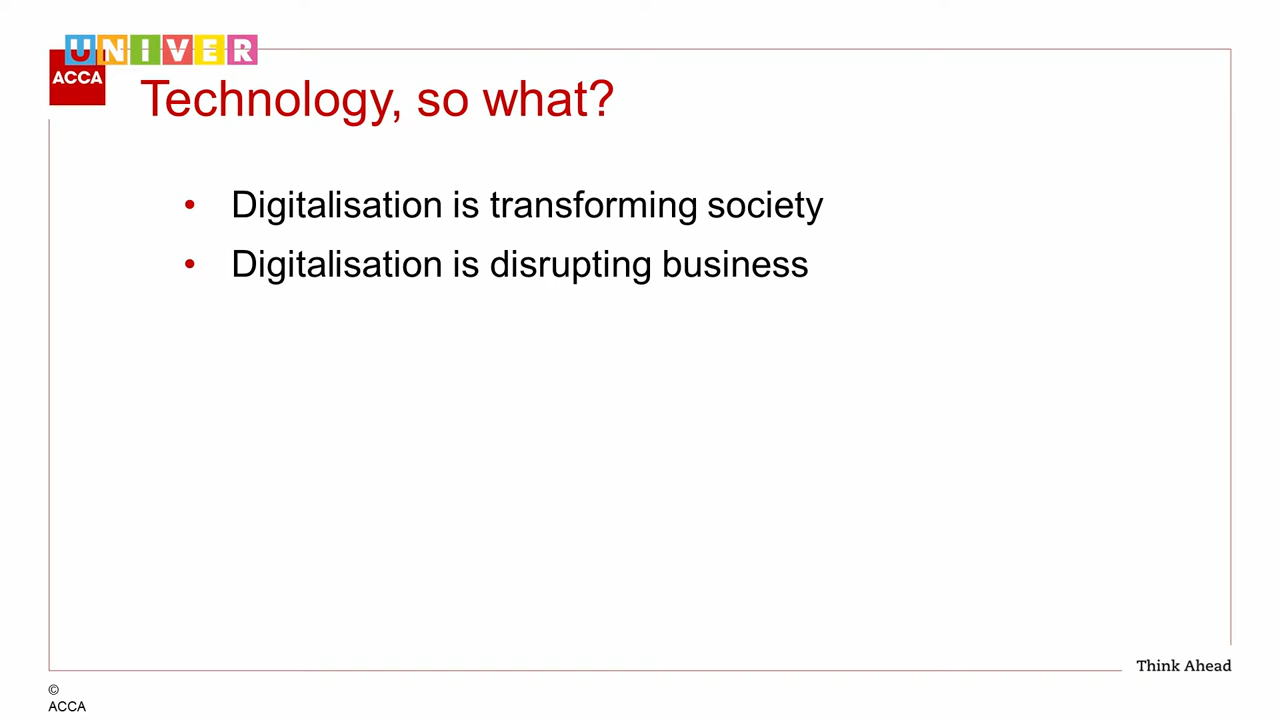 UNIVER
ACCA
Technology, so what?
• Digitalisation is transforming society
• Digitalisation is disrupting business
Think Ahead
©
ACCA